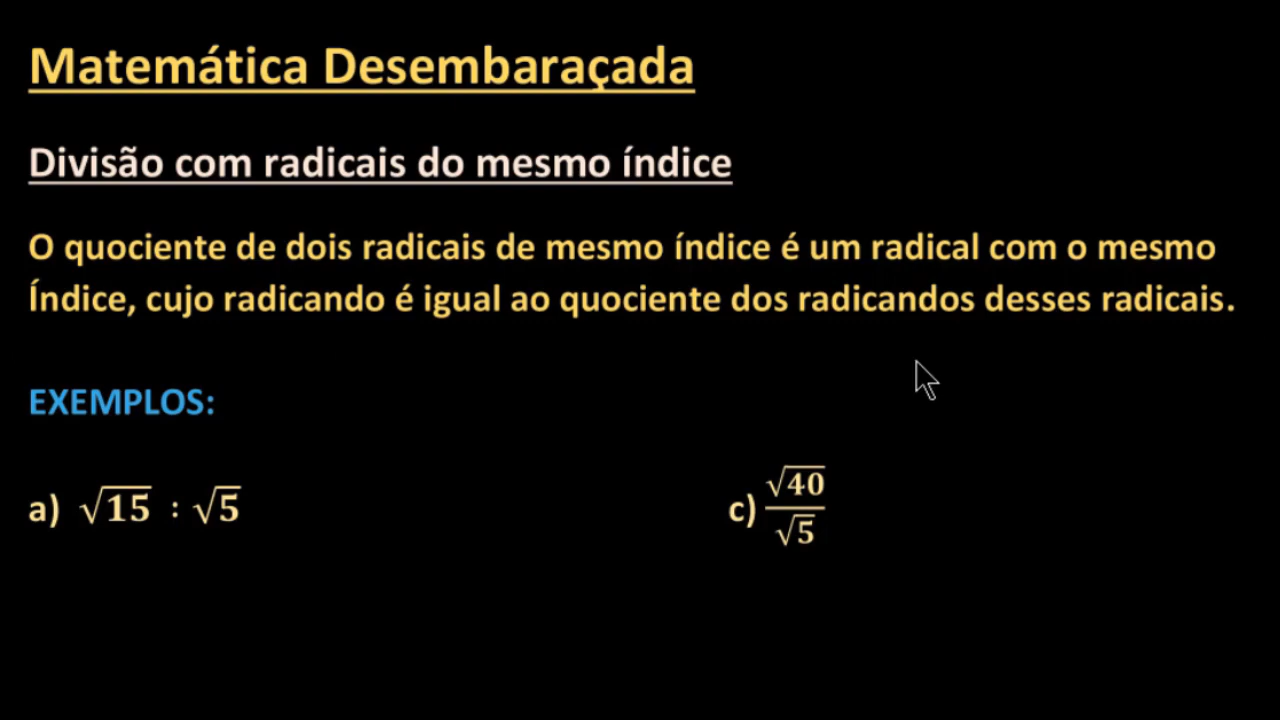 Matemática Desembaraçada
Divisão com radicais do mesmo índice
O quociente de dois radicais de mesmo índice é um radical com o mesmo
Índice, cujo radicando é igual ao quociente dos radicandos desses radicais.
EXEMPLOS:
a) √15 : √5
c) √40/√5